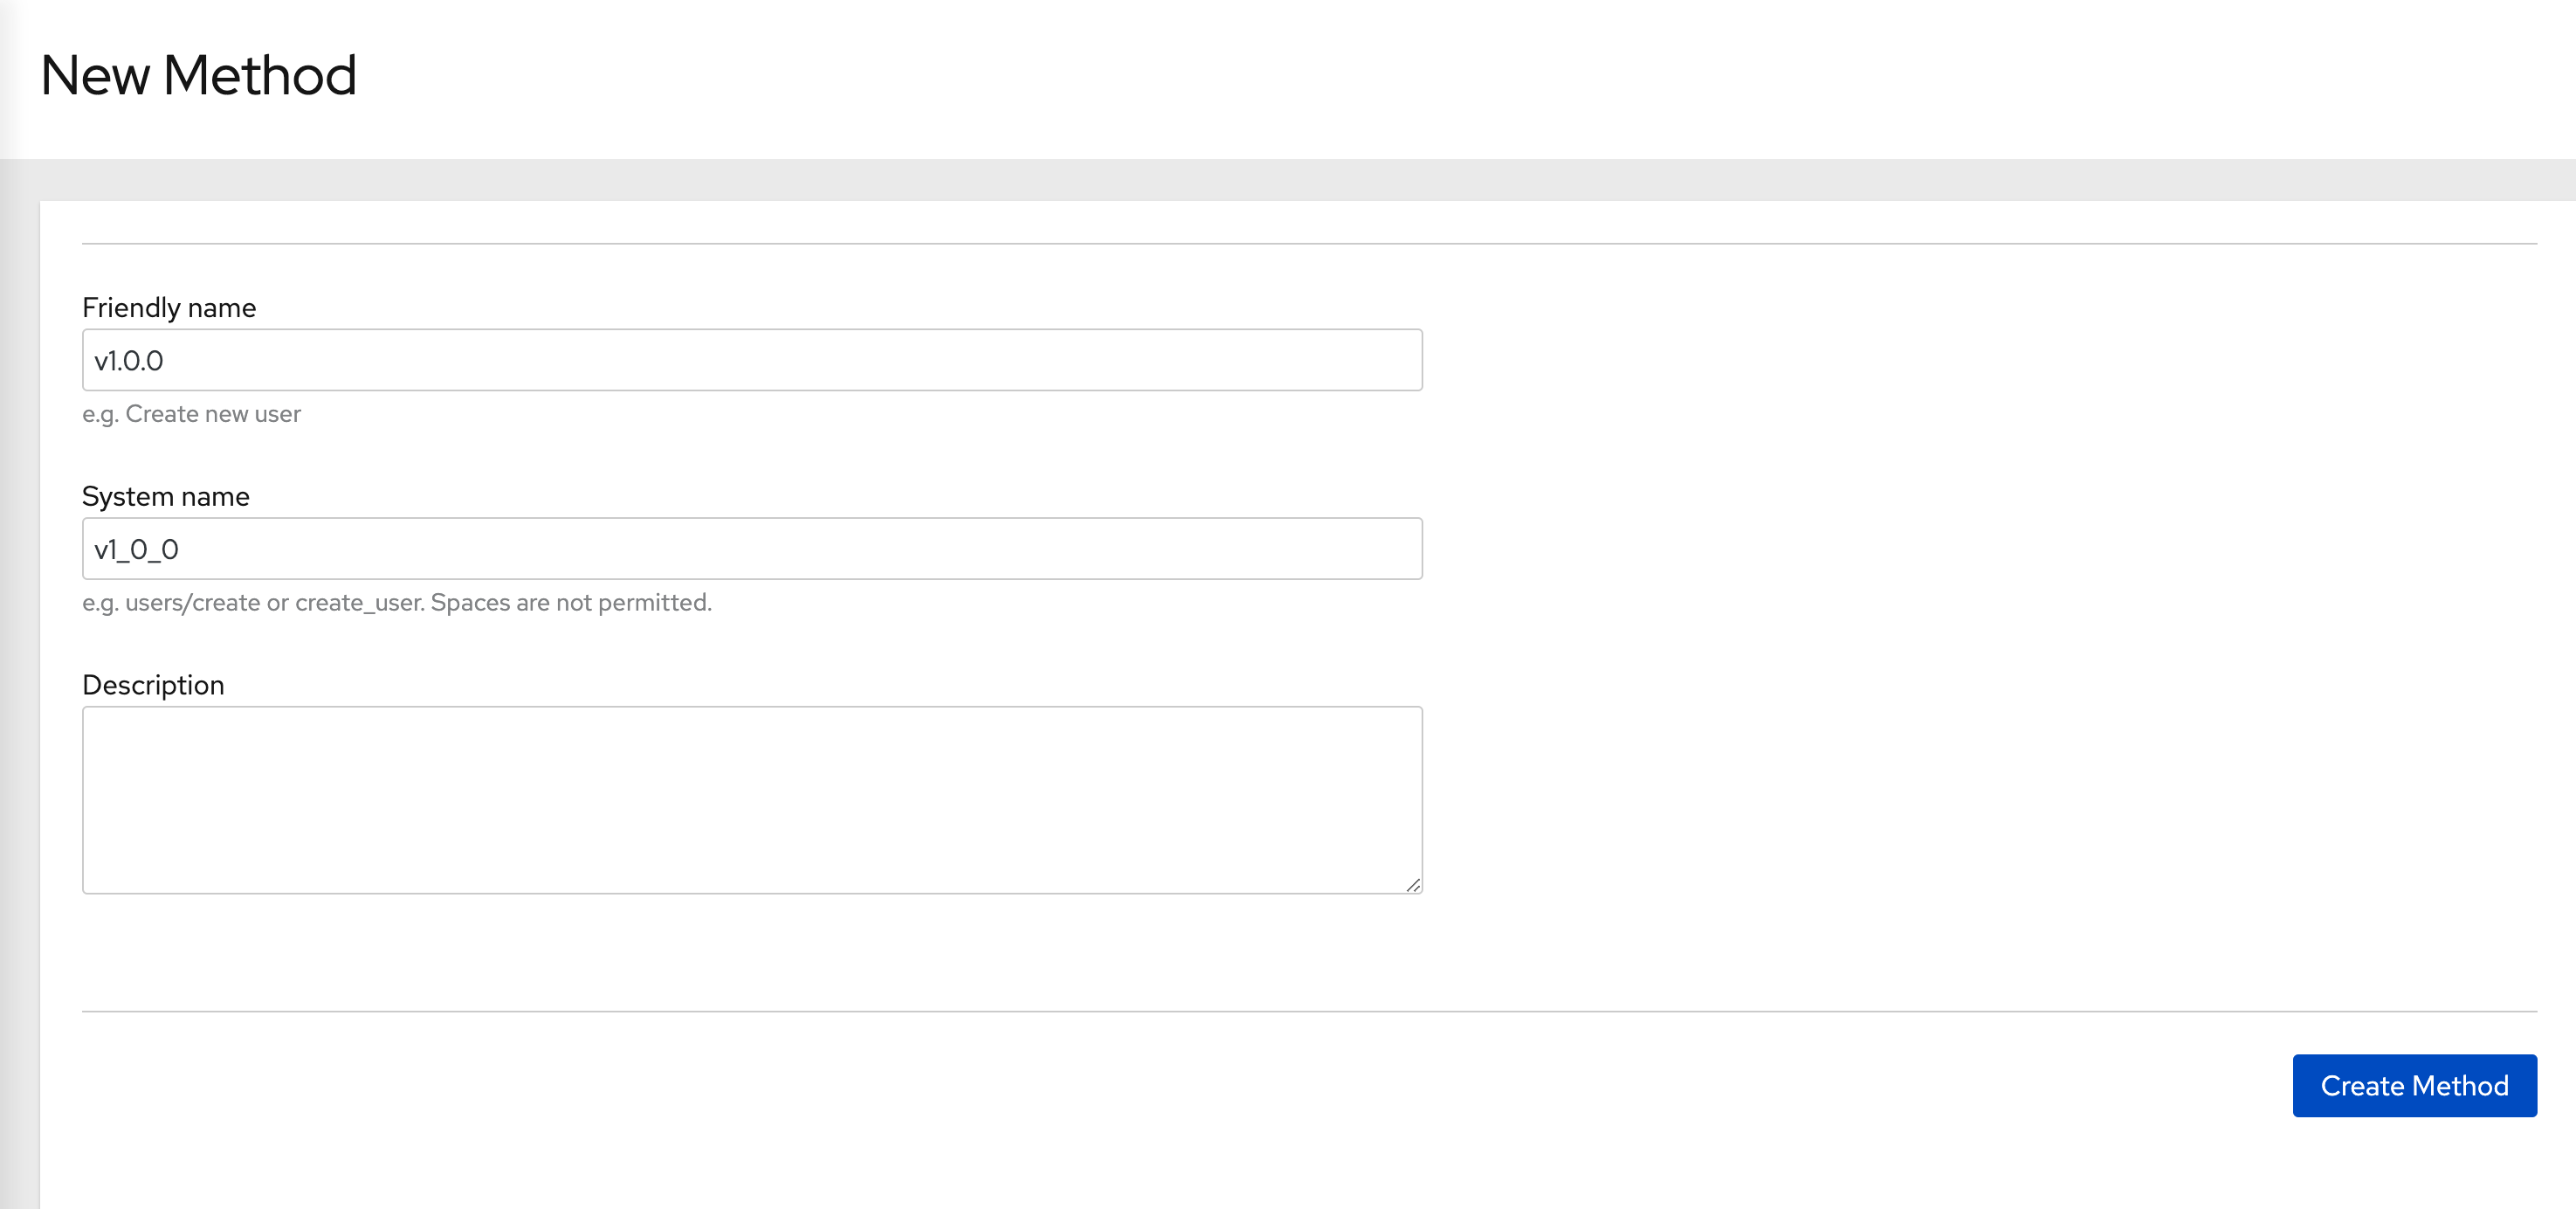 New Method
Friendly name
v1.0.0
e.g. Create new user
System name
v1_0_0
e.g. users/create or create_user. Spaces are not permitted.
Description
Create Method